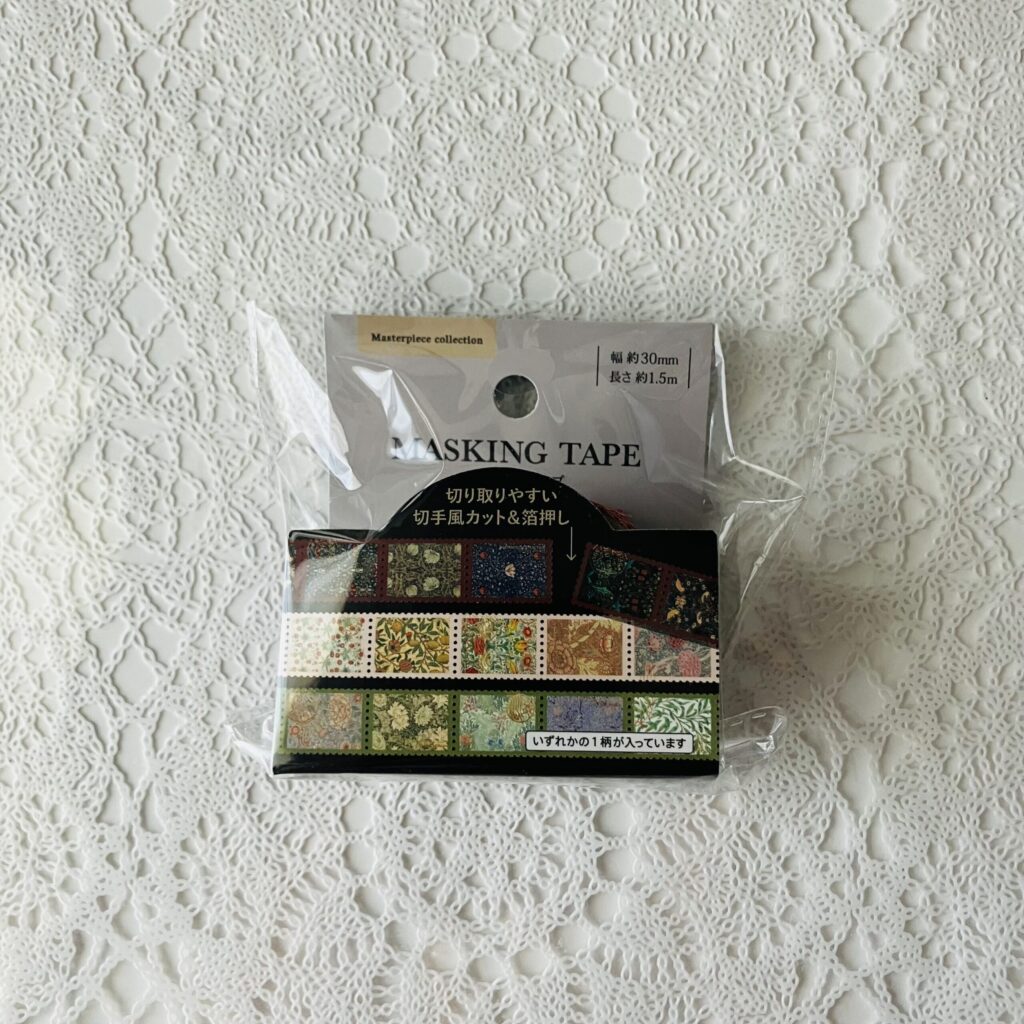 Masterpiece collection
幅 約30mm
長さ 約1.5m
MASKING TAPE
切り取りやすい
切手風カット&箔押し
いずれかの1柄が入っています